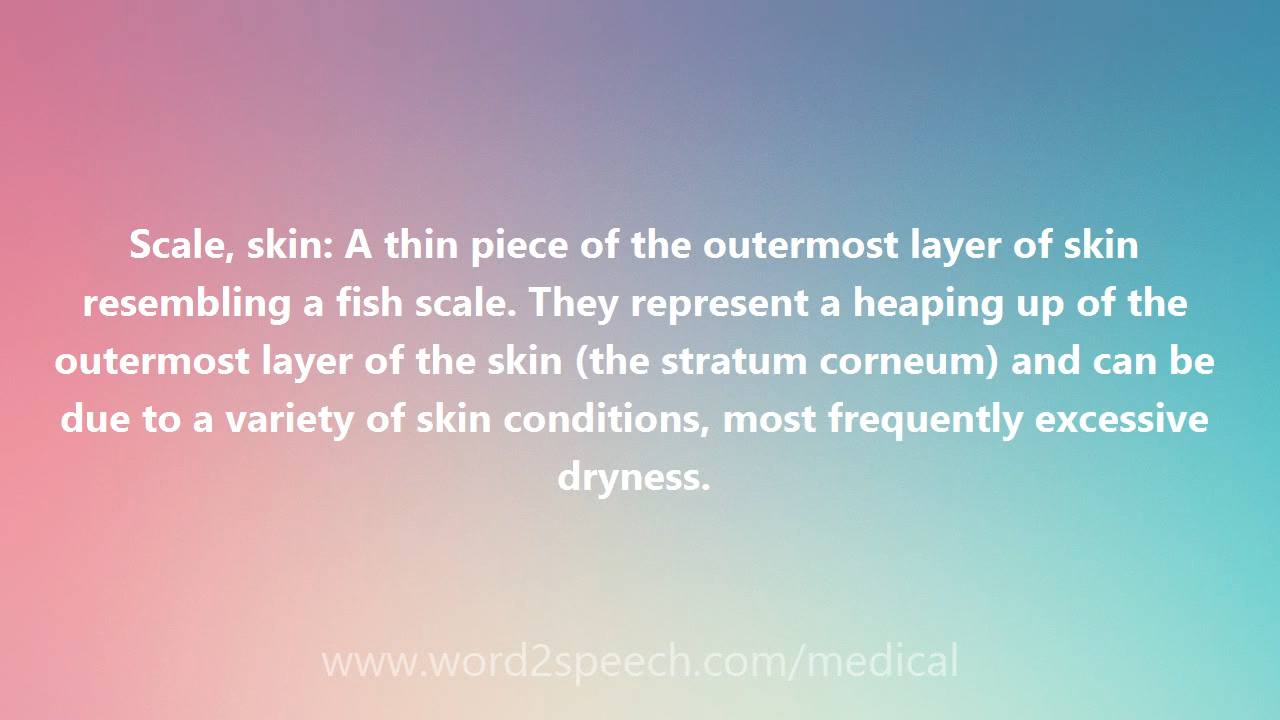 Scale, skin: A thin piece of the outermost layer of skin
resembling a fish scale. They represent a heaping up of the
outermost layer of the skin (the stratum corneum) and can be
due to a variety of skin conditions, most frequently excessive
dryness.
www.word2speech.com/medical